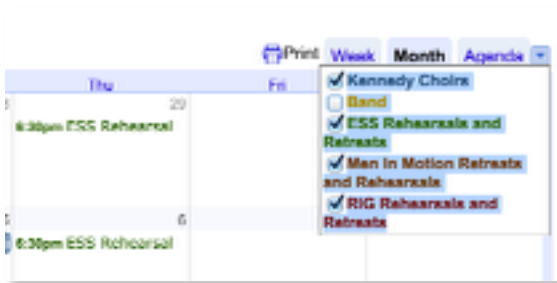 Print Week Month Agenda
Thu Fri
29
6:30pm ESS Rehearsal
Kennedy Choirs
Band
ESS Rehearsals and
Retreats
Men In Motion Retreats
and Rehearsals
RIG Rehearsals and
Retreats
6
6:30pm ESS Rehearsal